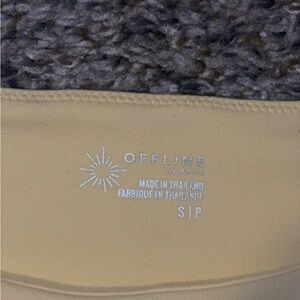 OFFLINE
MADE IN THAILAND
FABRIQUÉ EN THAÏLANDE
S | P